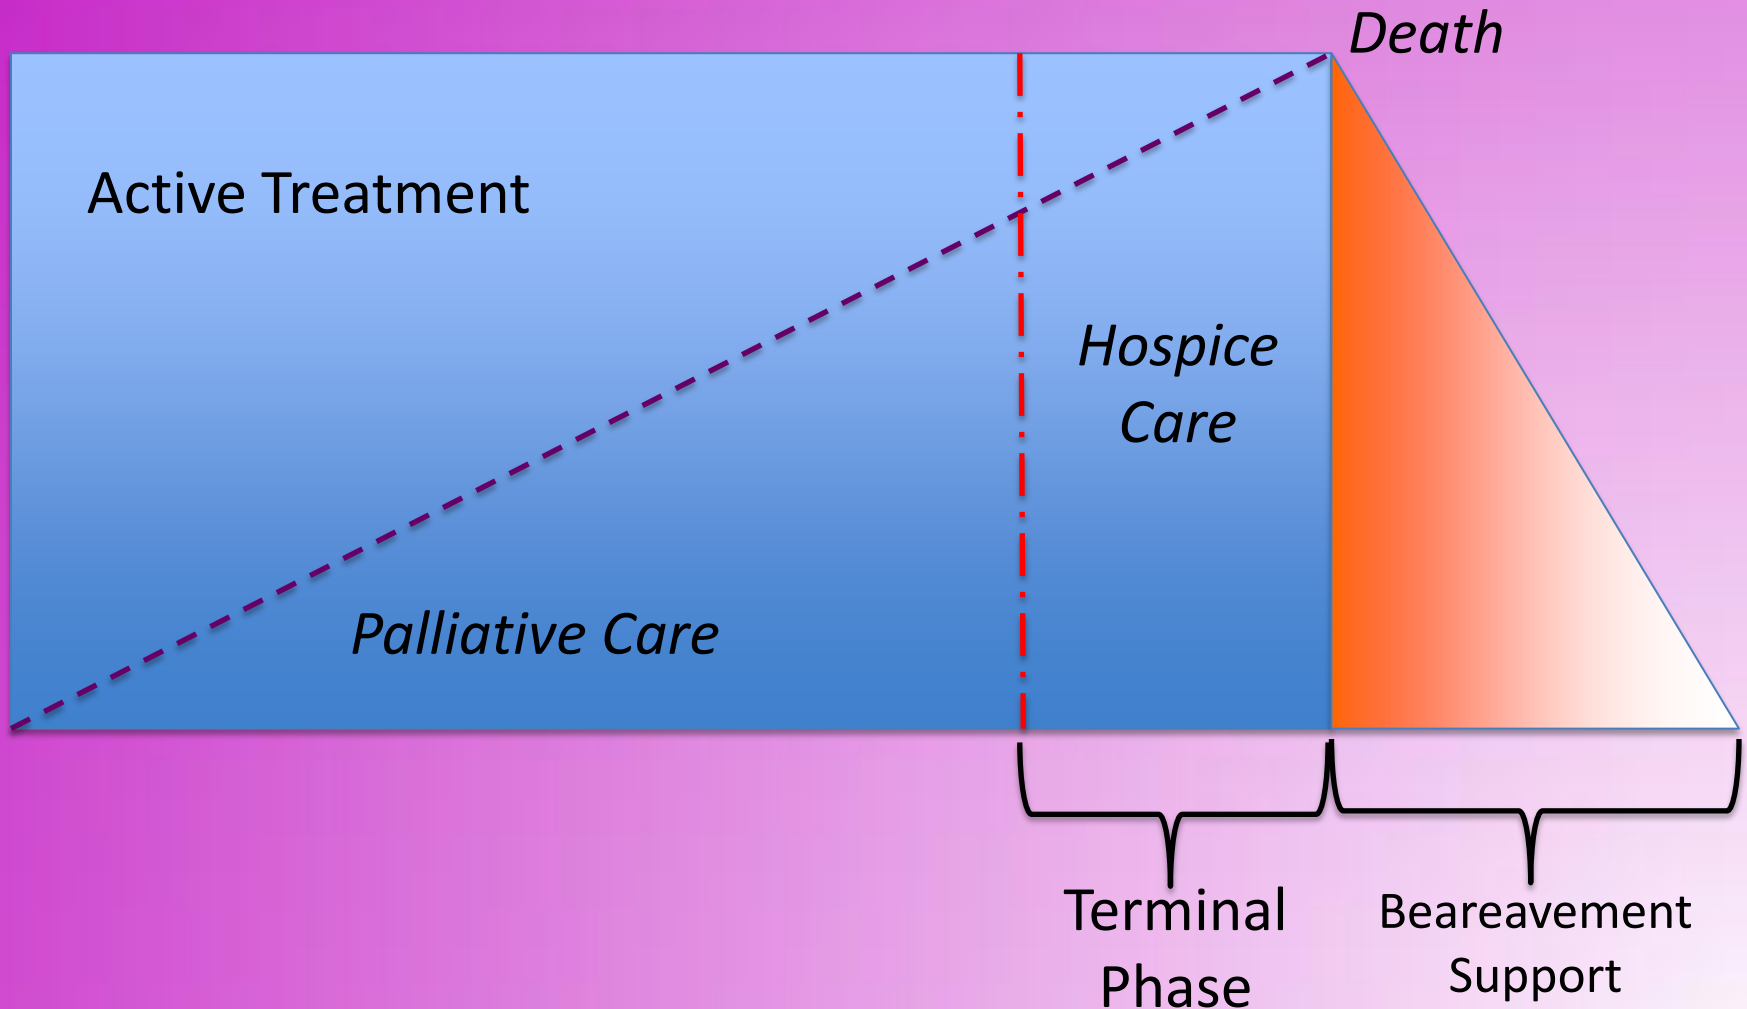 Death
Active Treatment
Hospice
Care
Palliative Care
Terminal
Phase
Beareavement
Support